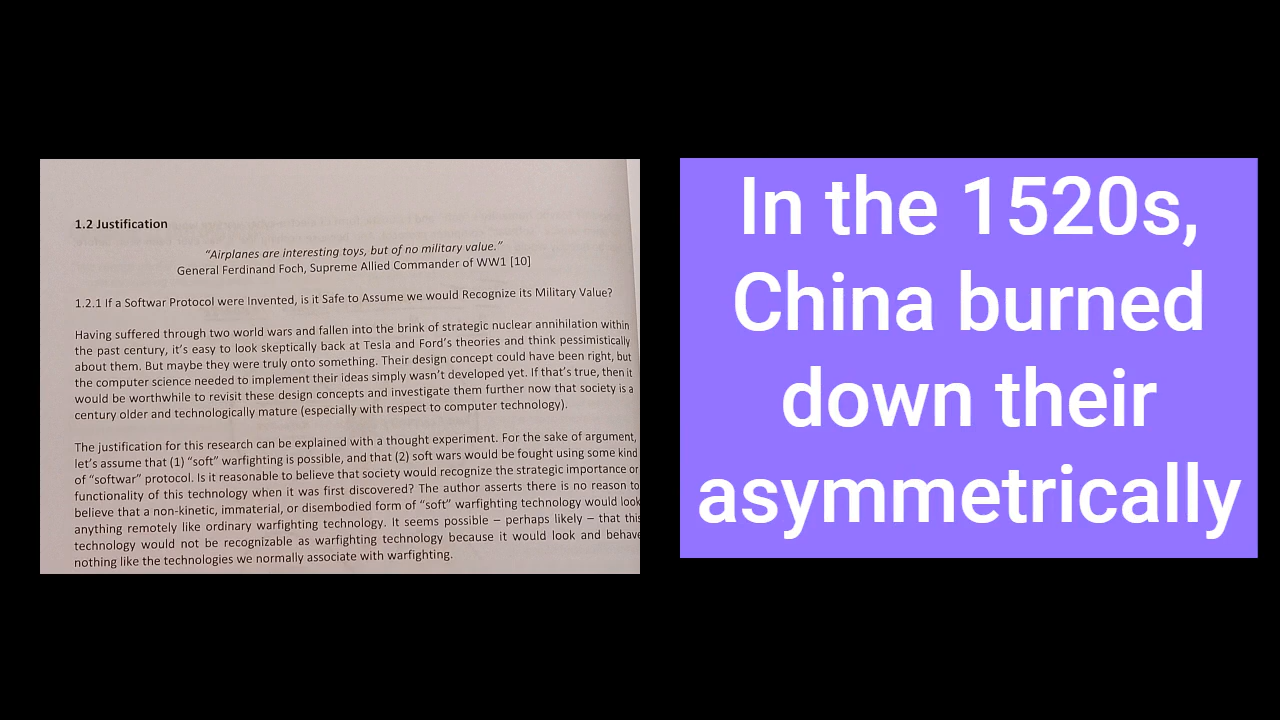 1.2 Justification
“Airplanes are interesting toys, but of no military value.”
General Ferdinand Foch, Supreme Allied Commander of WW1 [10]
1.2.1 If a Softwar Protocol were Invented, is it Safe to Assume we would Recognize its Military Value?
Having suffered through two world wars and fallen into the brink of strategic nuclear annihilation within
the past century, it’s easy to look skeptically back at Tesla and Ford’s theories and think pessimistically
about them. But maybe they were truly onto something. Their design concept could have been right, but
the computer science needed to implement their ideas simply wasn’t developed yet. If that’s true, then it
would be worthwhile to revisit these design concepts and investigate them further now that society is a
century older and technologically mature (especially with respect to computer technology).
The justification for this research can be explained with a thought experiment. For the sake of argument,
let’s assume that (1) “soft” warfighting is possible, and that (2) soft wars would be fought using some kind
of “softwar” protocol. Is it reasonable to believe that society would recognize the strategic importance or
functionality of this technology when it was first discovered? The author asserts there is no reason to
believe that a non-kinetic, immaterial, or disembodied form of “soft” warfighting technology would look
anything remotely like ordinary warfighting technology. It seems possible – perhaps likely – that this
technology would not be recognizable as warfighting technology because it would look and behave
nothing like the technologies we normally associate with warfighting.
In the 1520s,
China burned
down their
asymmetrically